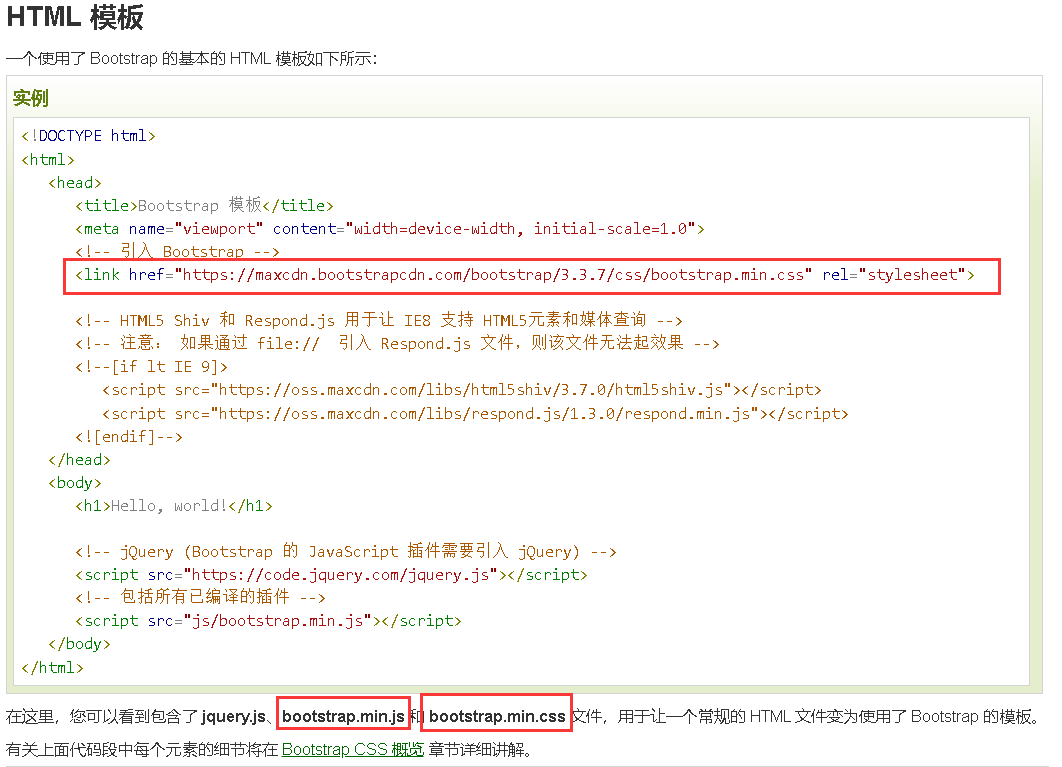 HTML 模板
一个使用了 Bootstrap 的基本的 HTML 模板如下所示：
实例
<!DOCTYPE html>
<html>
<head>
<title>Bootstrap 模板</title>
<meta name="viewport" content="width=device-width, initial-scale=1.0">
<!-- 引入 Bootstrap -->
<link href="https://maxcdn.bootstrapcdn.com/bootstrap/3.3.7/css/bootstrap.min.css" rel="stylesheet">
<!-- HTML5 Shiv 和 Respond.js 用于让 IE8 支持 HTML5元素和媒体查询 -->
<!-- 注意： 如果通过 file:// 引入 Respond.js 文件，则该文件无法起效果 -->
<!--[if lt IE 9]>
<script src="https://oss.maxcdn.com/libs/html5shiv/3.7.0/html5shiv.js"></script>
<script src="https://oss.maxcdn.com/libs/respond.js/1.3.0/respond.min.js"></script>
<![endif]-->
</head>
<body>
<h1>Hello, world!</h1>
<!-- jQuery (Bootstrap 的 JavaScript 插件需要引入 jQuery) -->
<script src="https://code.jquery.com/jquery.js"></script>
<!-- 包括所有已编译的插件 -->
<script src="js/bootstrap.min.js"></script>
</body>
</html>
在这里，您可以看到包含了 jquery.js、bootstrap.min.js 和 bootstrap.min.css 文件，用于让一个常规的 HTML 文件变为使用了 Bootstrap 的模板。
有关上面代码段中每个元素的细节将在 Bootstrap CSS 概览 章节详细讲解。